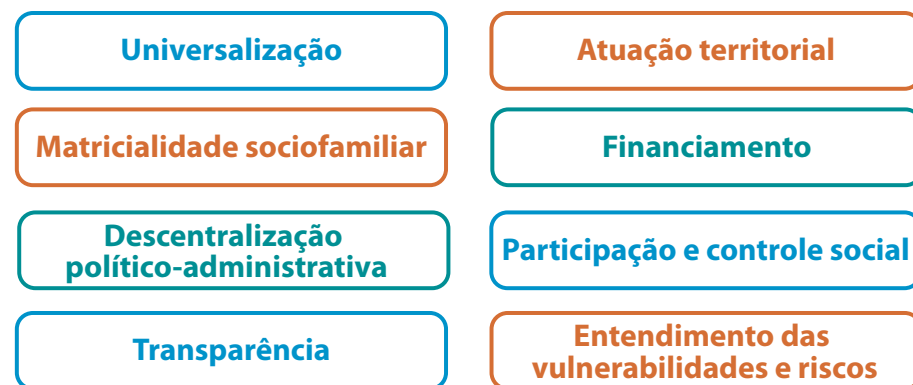 Universalização
Atuação territorial
Matricialidade sociofamiliar
Financiamento
Descentralização
político-administrativa
Participação e controle social
Transparência
Entendimento das
vulnerabilidades e riscos